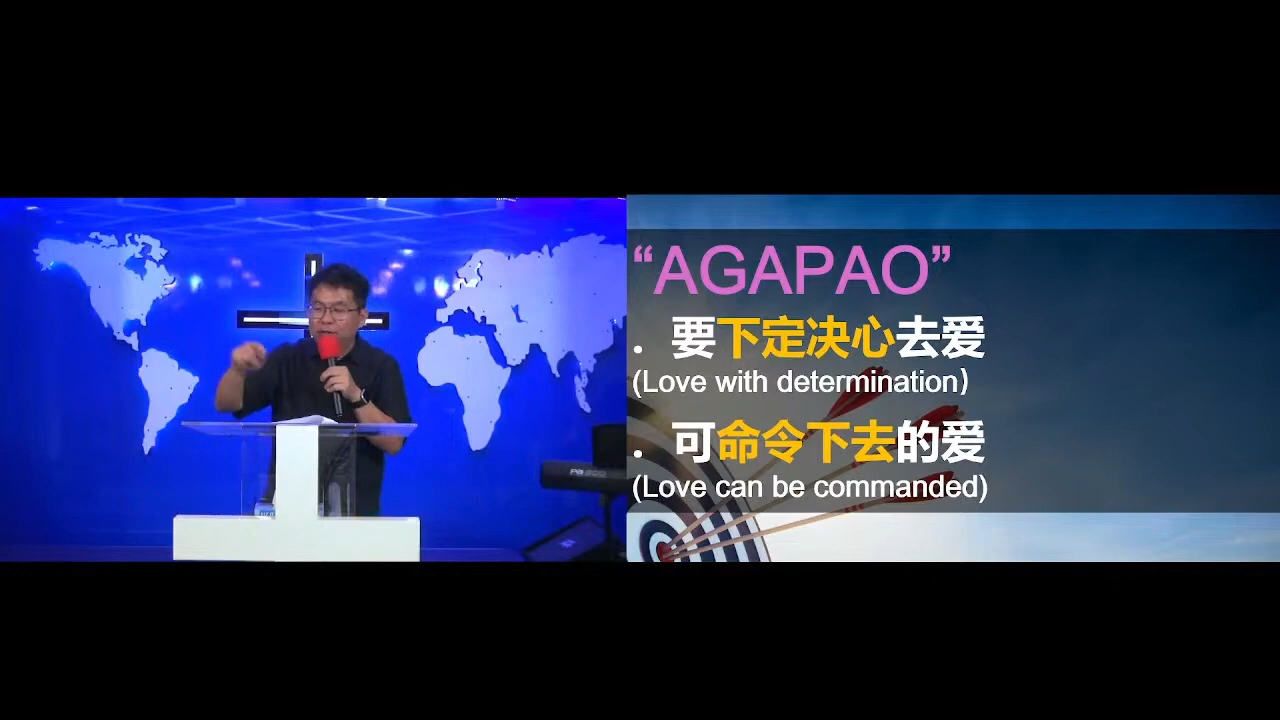 “AGAPAO”
. 要下定决心去爱
(Love with determination)
. 可命令下去的爱
(Love can be commanded)